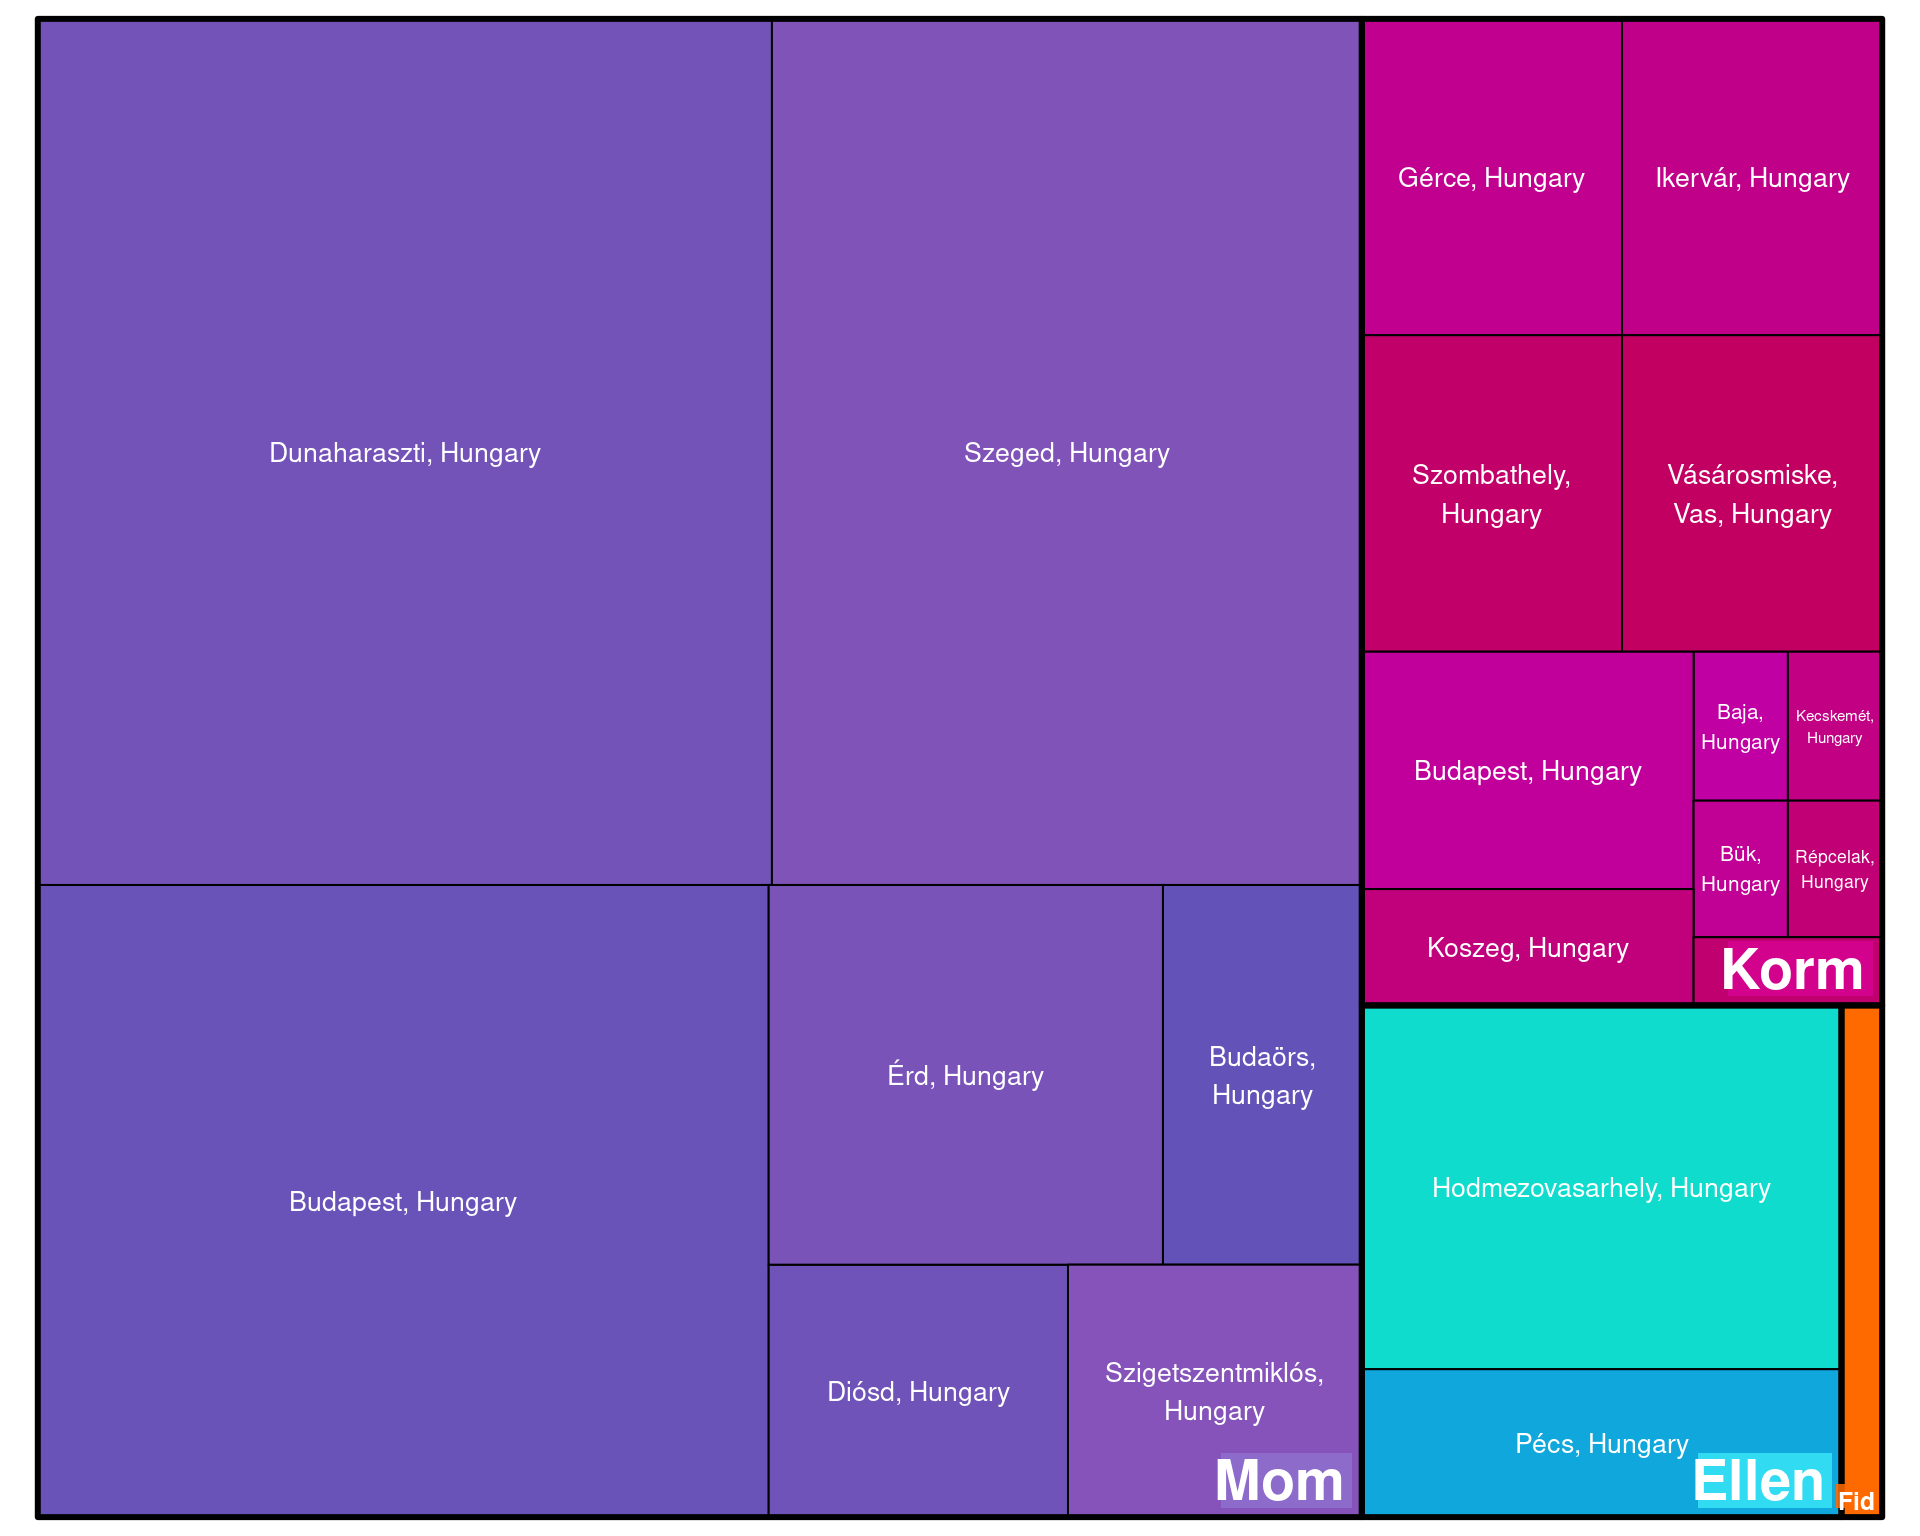 Dunaharaszti, Hungary
Szeged, Hungary
Budapest, Hungary
Érd, Hungary
Budaörs,
Hungary
Diósd, Hungary
Szigetszentmiklós,
Hungary
Mom
Gérce, Hungary
Ikervár, Hungary
Szombathely,
Hungary
Vásárosmiske,
Vas, Hungary
Budapest, Hungary
Baja,
Hungary
Kecskemét,
Hungary
Bük,
Hungary
Répcelak,
Hungary
Koszeg, Hungary
Korm
Hodmezovasarhely, Hungary
Pécs, Hungary
Ellen
Fid